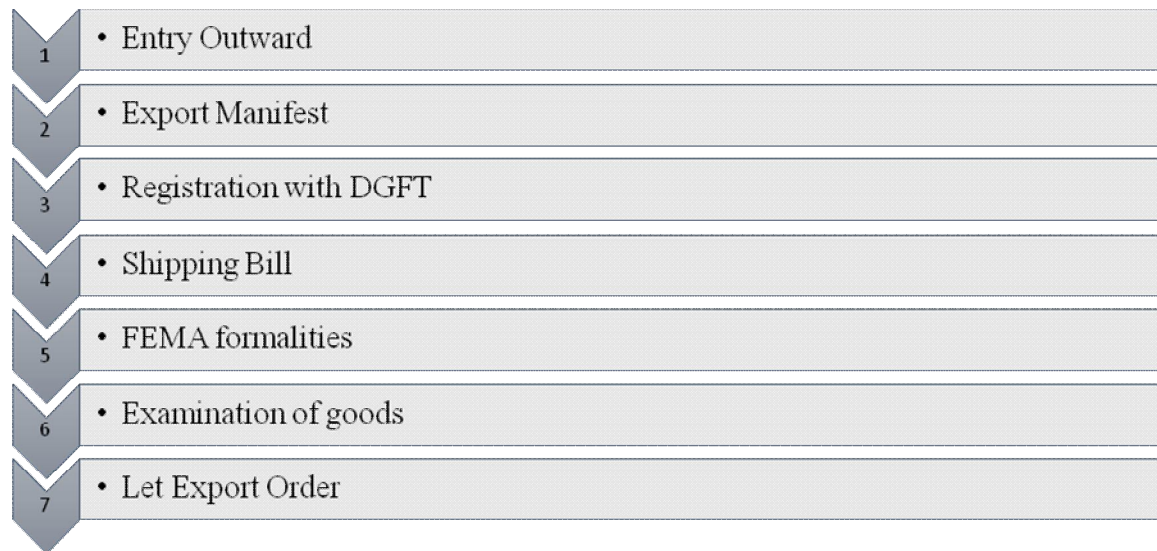 1 • Entry Outward
2 • Export Manifest
3 • Registration with DGFT
4 • Shipping Bill
5 • FEMA formalities
6 • Examination of goods
7 • Let Export Order